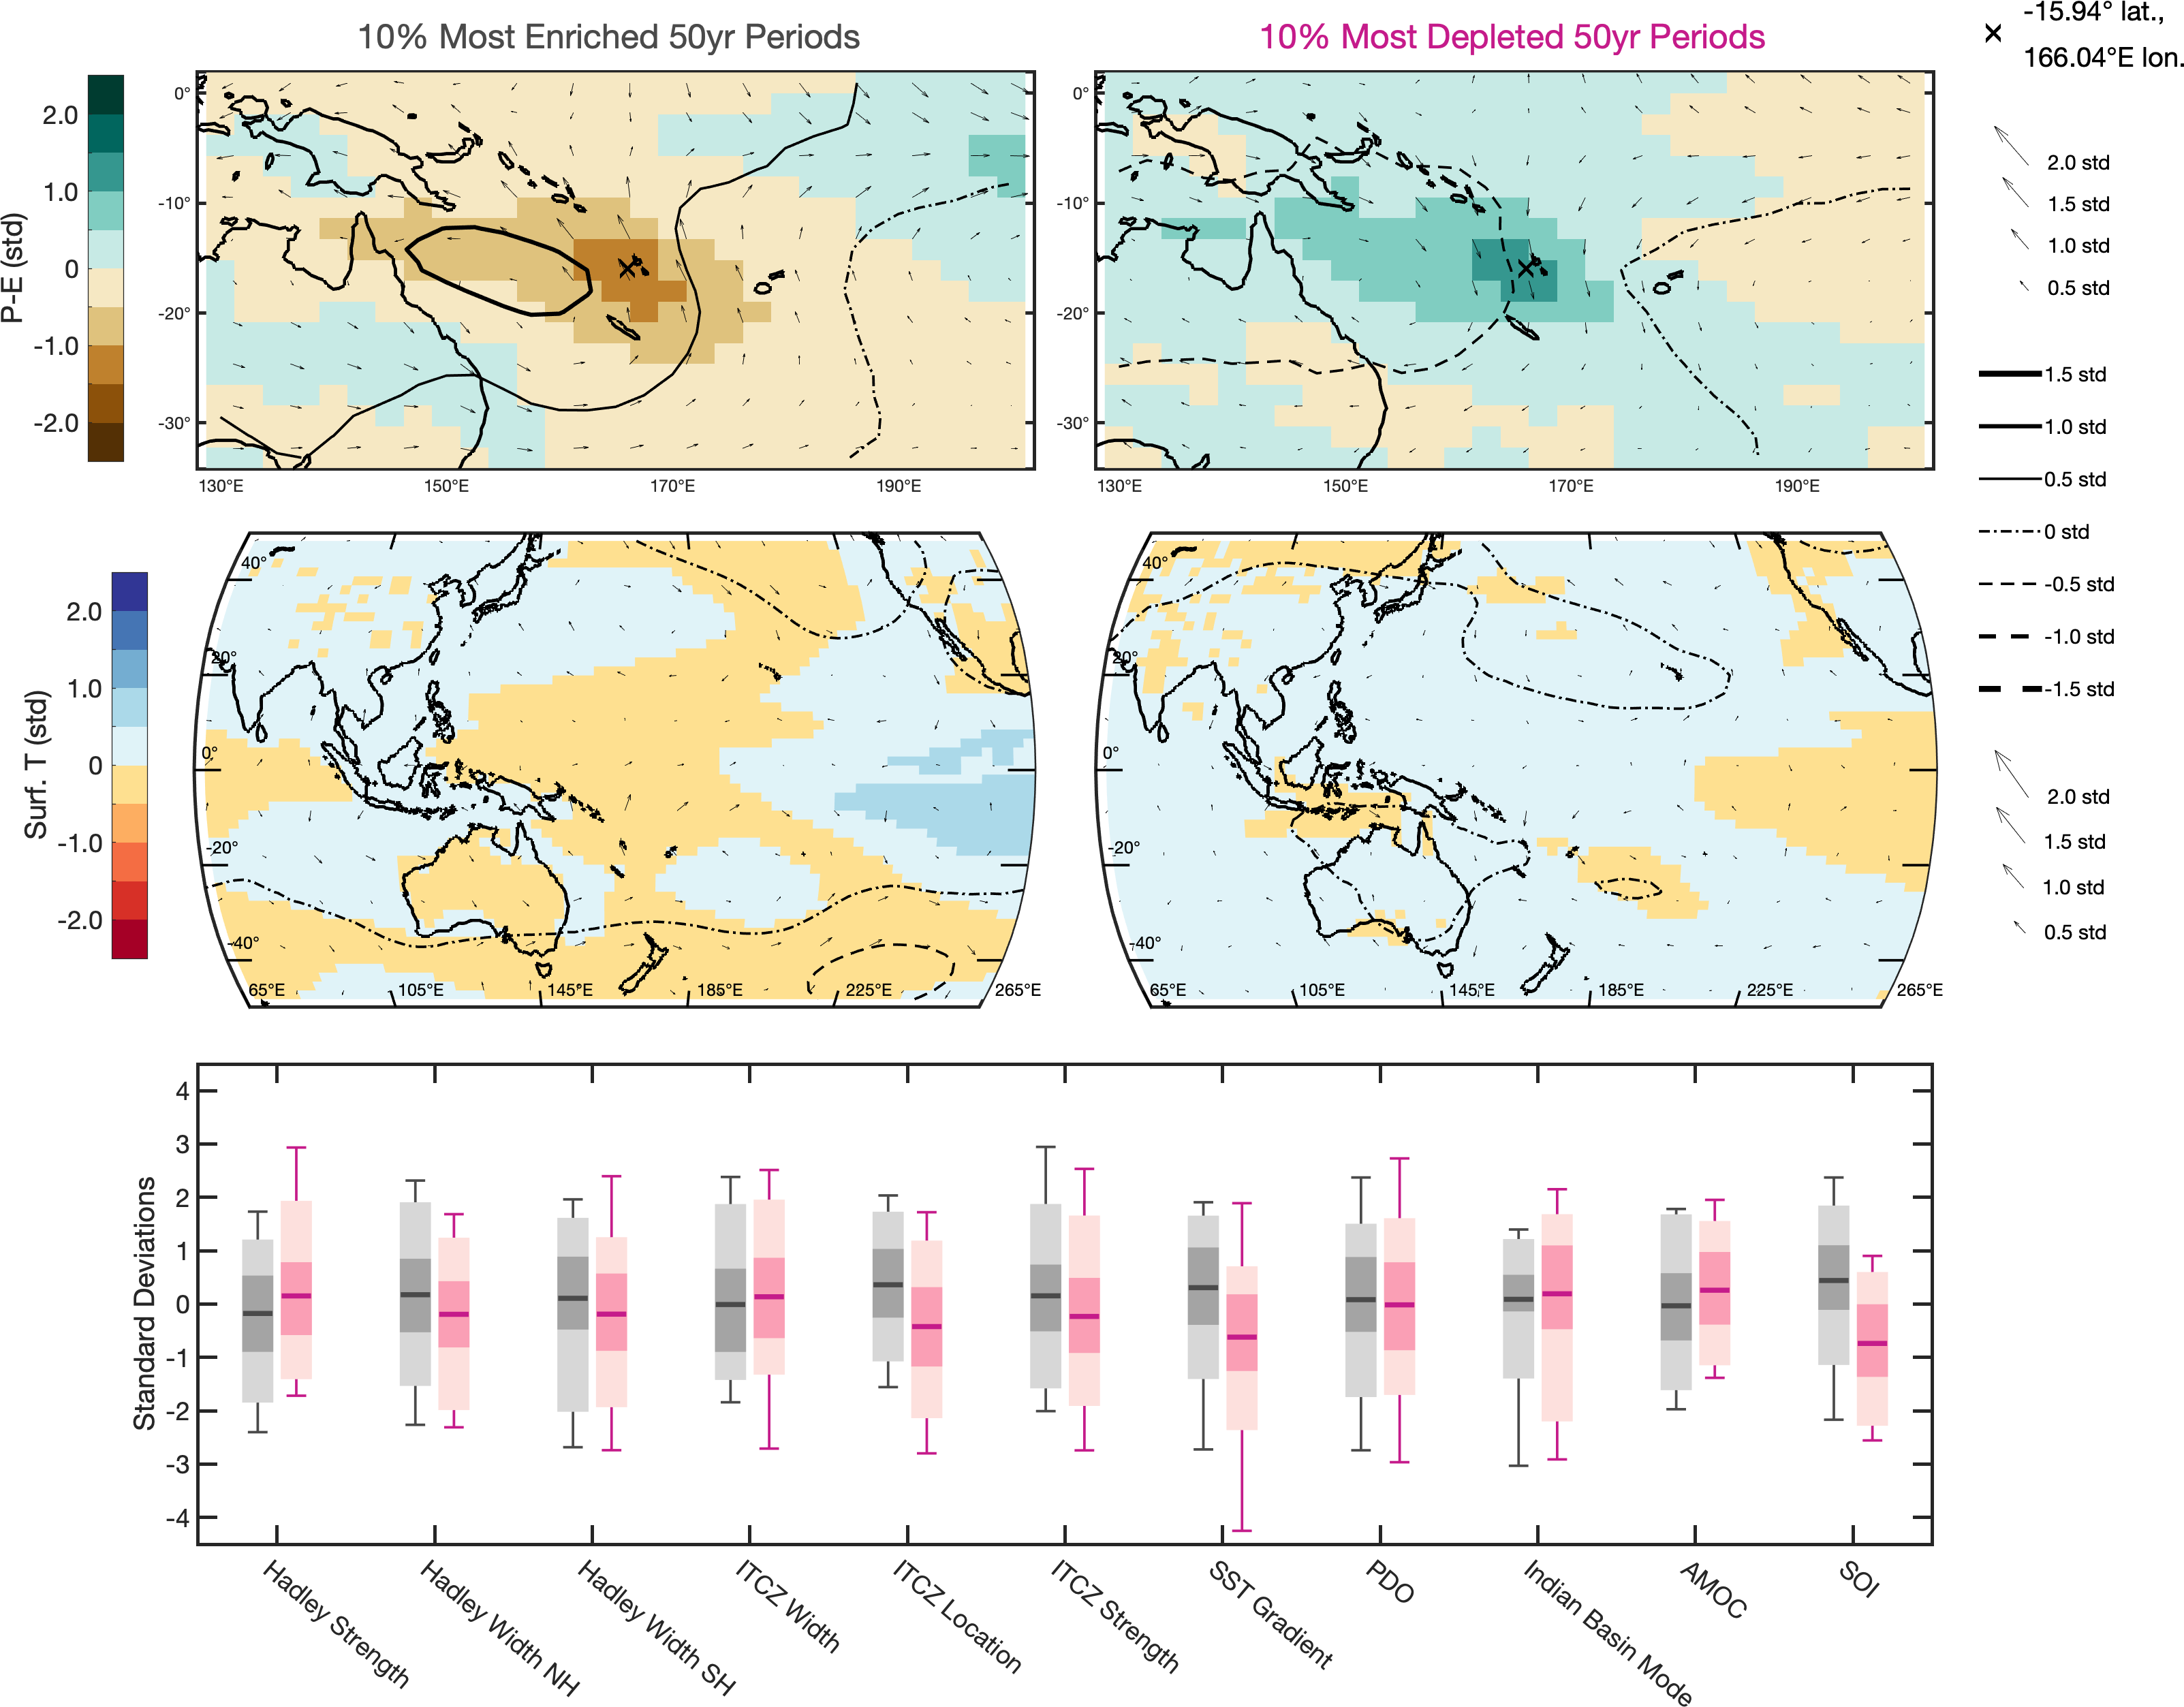 10% Most Enriched 50yr Periods
10% Most Depleted 50yr Periods
-15.94° lat.,
166.04°E lon.
P-E (std)
2.0
1.0
0
-1.0
-2.0
0°
-10°
-20°
-30°
130°E
150°E
170°E
190°E
0°
-10°
-20°
-30°
130°E
150°E
170°E
190°E
2.0 std
1.5 std
1.0 std
0.5 std
1.5 std
1.0 std
0.5 std
0 std
-0.5 std
-1.0 std
-1.5 std
Surf. T (std)
2.0
1.0
0
-1.0
-2.0
40°
20°
0°
-20°
-40°
65°E
105°E
145°E
185°E
225°E
265°E
40°
20°
0°
-20°
-40°
65°E
105°E
145°E
185°E
225°E
265°E
2.0 std
1.5 std
1.0 std
0.5 std
Standard Deviations
4
3
2
1
0
-1
-2
-3
-4
Hadley Strength
Hadley Width NH
Hadley Width SH
ITCZ Width
ITCZ Location
ITCZ Strength
SST Gradient
PDO
Indian Basin Mode
AMOC
SOI